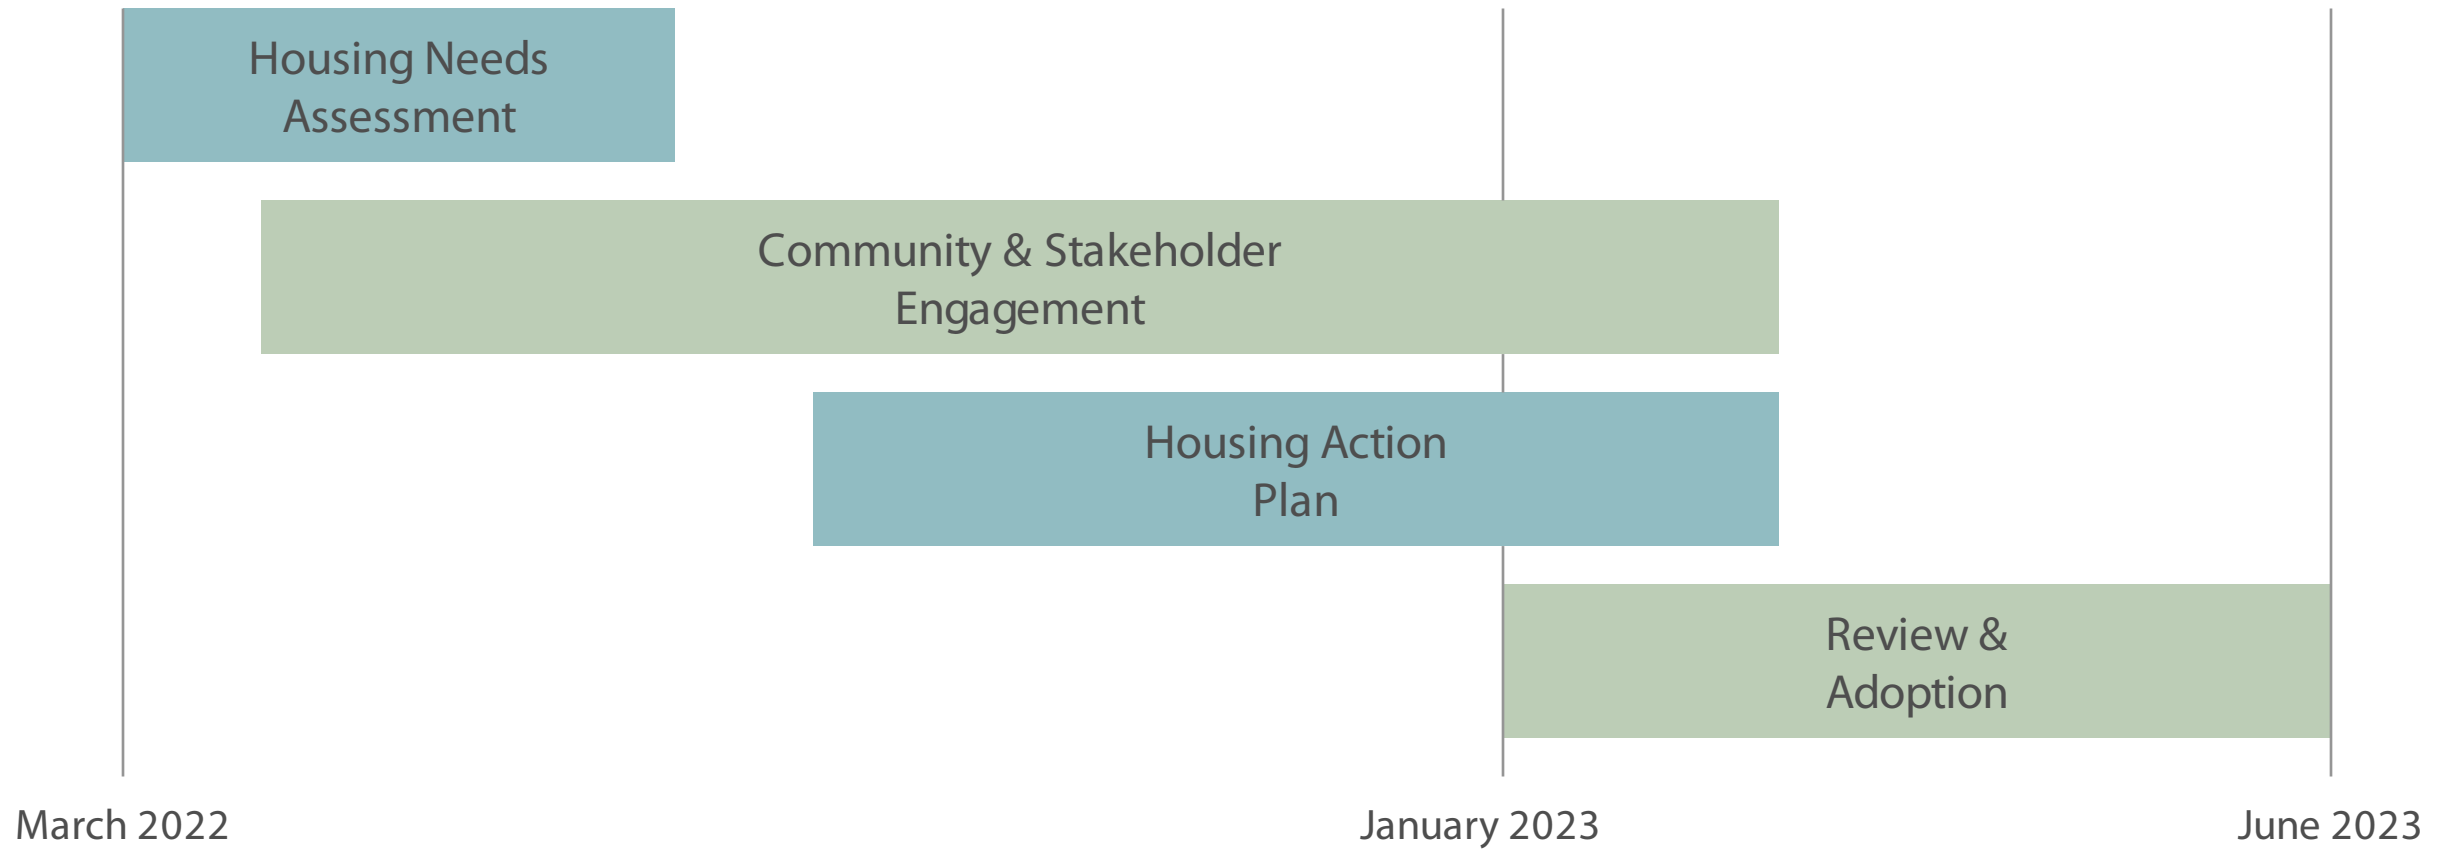 Housing Needs
Assessment
Community & Stakeholder
Engagement
Housing Action
Plan
Review &
Adoption
March 2022
January 2023
June 2023